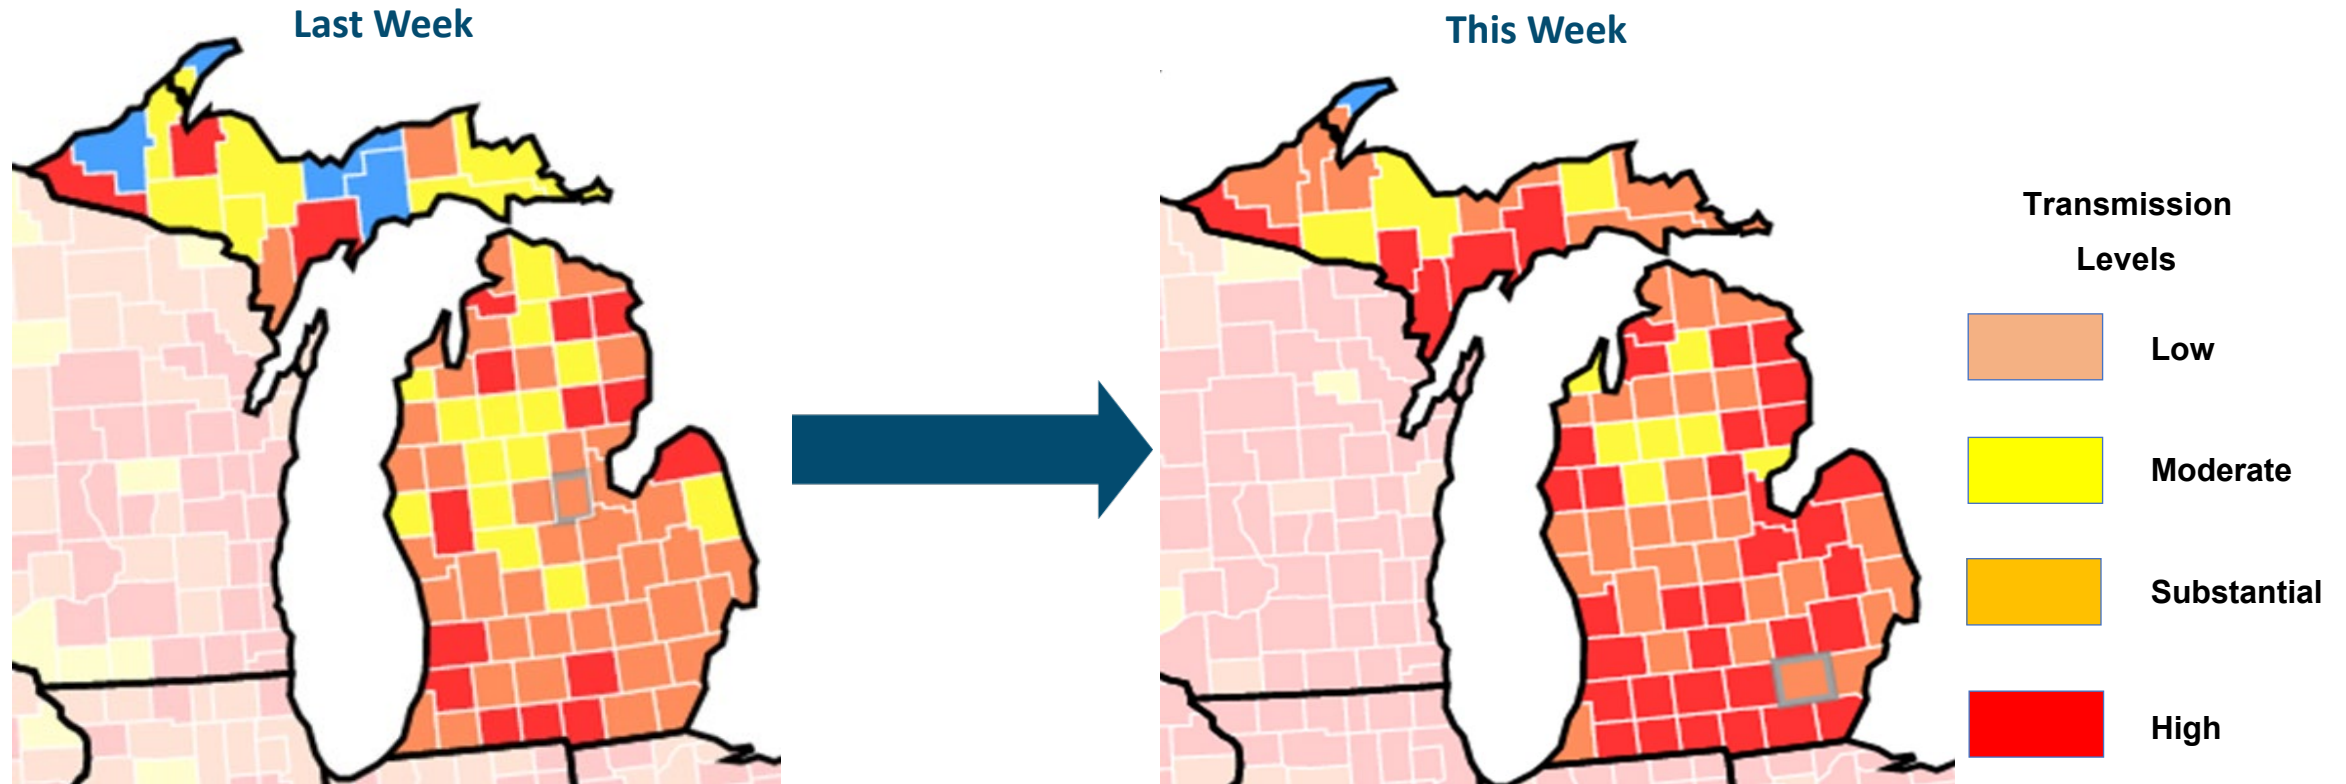 Last Week
This Week
Transmission
Levels
Low
Moderate
Substantial
High